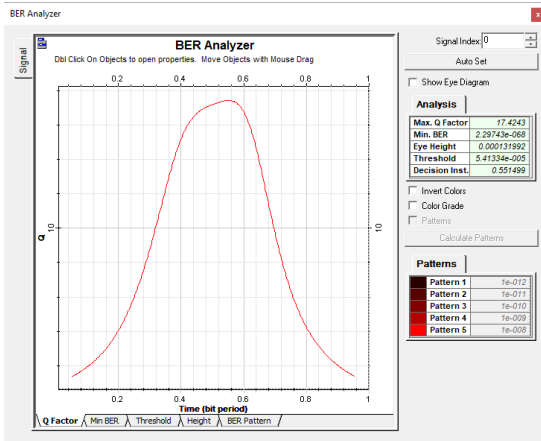 BER Analyzer
x
Signal
BER Analyzer
Dbl Click On Objects to open properties. Move Objects with Mouse Drag
0.2 0.4 0.6 0.8 1
10 10
Q
0.2 0.4 0.6 0.8 1
Time (bit period)
Q Factor Min BER Threshold Height BER Pattern
Signal Index: 0
Auto Set
Show Eye Diagram
Analysis
Max. Q Factor 17.4243
Min. BER 2.29743e-068
Eye Height 0.000131992
Threshold 5.41334e-005
Decision Inst. 0.551499
Invert Colors
Color Grade
Patterns
Calculate Patterns
Patterns
Pattern 1 1e-012
Pattern 2 1e-011
Pattern 3 1e-010
Pattern 4 1e-009
Pattern 5 1e-008